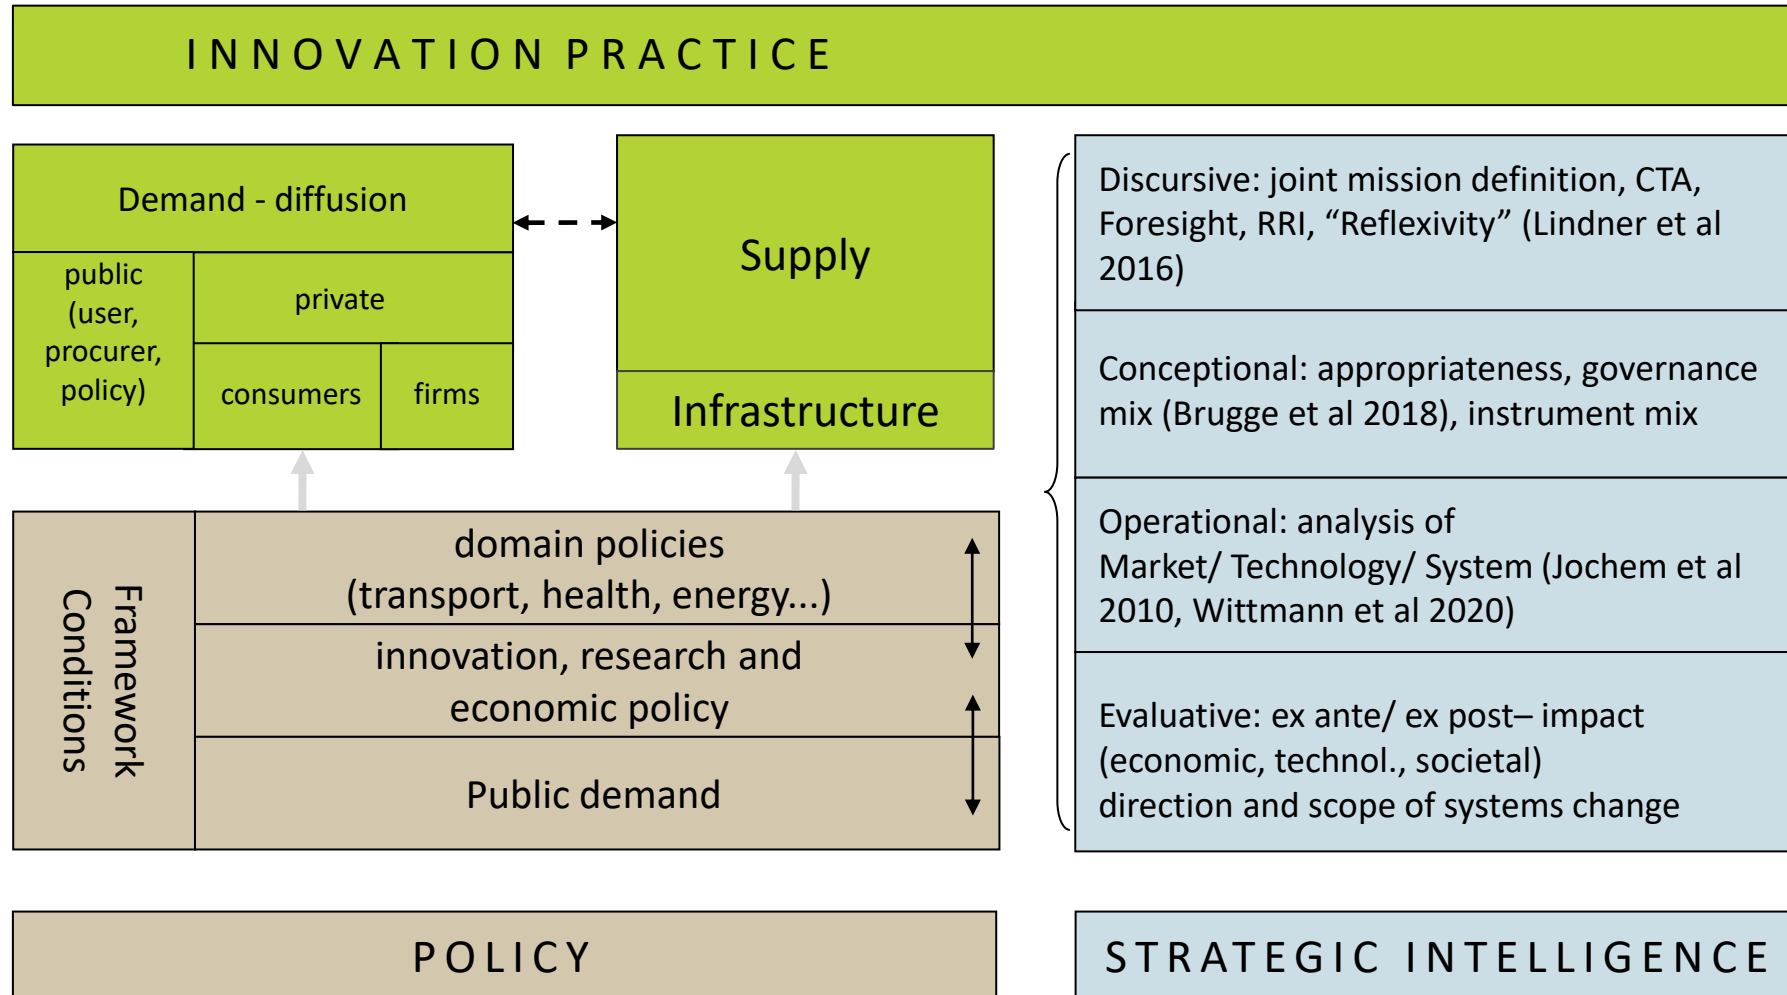 INNOVATION PRACTICE
Demand - diffusion
public
(user,
procurer,
policy)
private
consumers
firms
Supply
Infrastructure
Framework
Conditions
domain policies
(transport, health, energy...)
innovation, research and
economic policy
Public demand
POLICY
Discursive: joint mission definition, CTA,
Foresight, RRI, “Reflexivity” (Lindner et al
2016)
Conceptional: appropriateness, governance
mix (Brugge et al 2018), instrument mix
Operational: analysis of
Market/ Technology/ System (Jochem et al
2010, Wittmann et al 2020)
Evaluative: ex ante/ ex post– impact
(economic, technol., societal)
direction and scope of systems change
STRATEGIC INTELLIGENCE